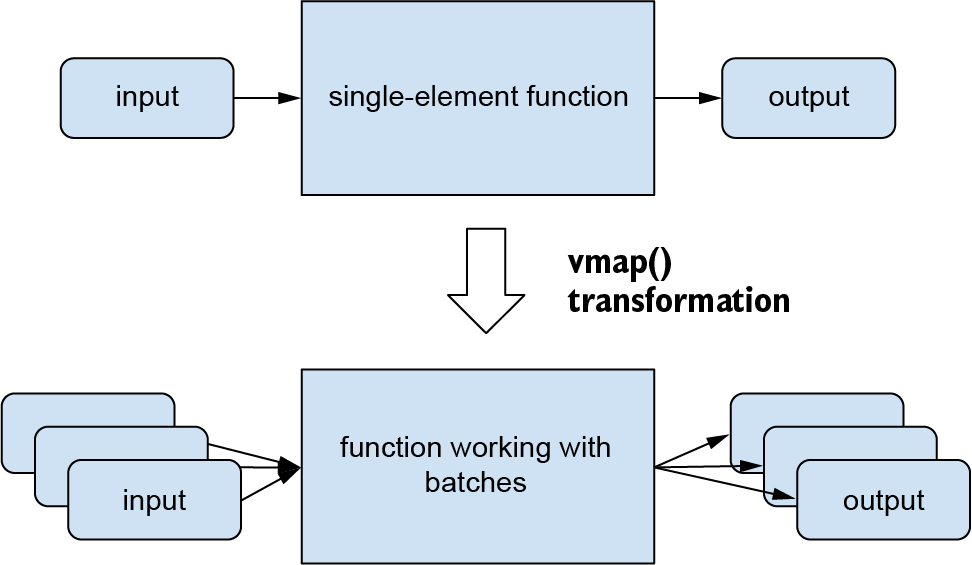 input
single-element function
output
vmap()
transformation
function working with
batches
input
output